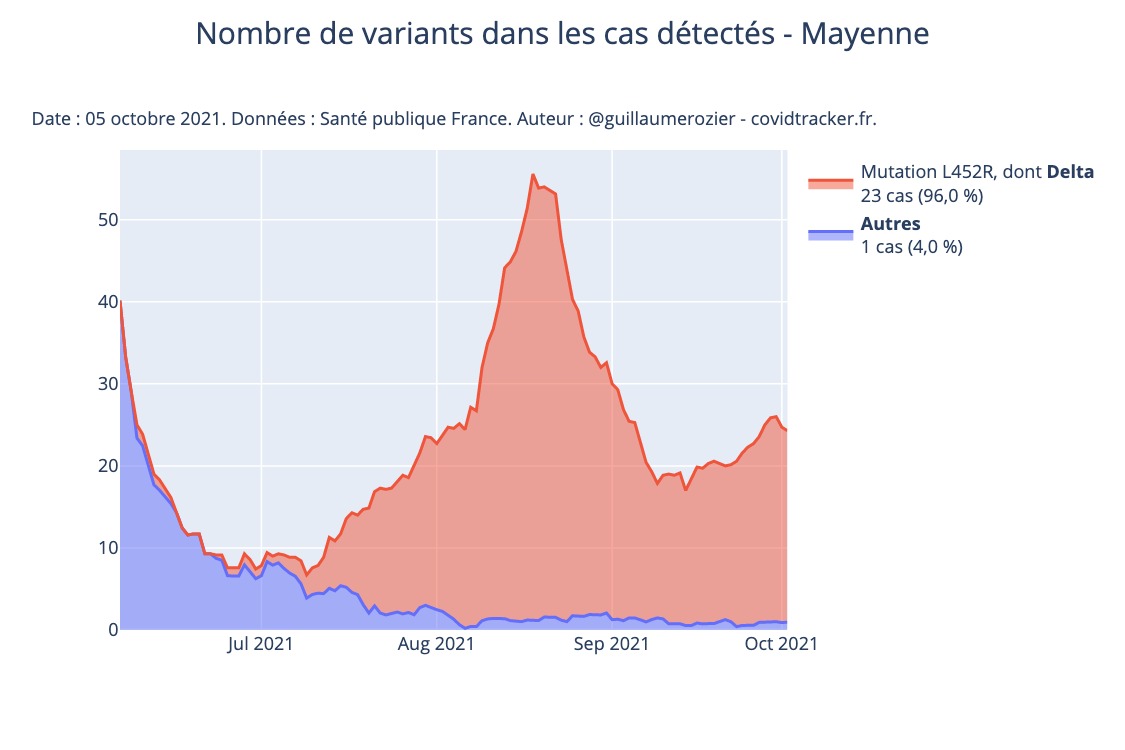 Nombre de variants dans les cas détectés - Mayenne
Date : 05 octobre 2021. Données : Santé publique France. Auteur : @guillaumerozier - covidtracker.fr.
Mutation L452R, dont Delta
23 cas (96,0 %)
Autres
1 cas (4,0 %)
50
40
30
20
10
0
Jul 2021
Aug 2021
Sep 2021
Oct 2021